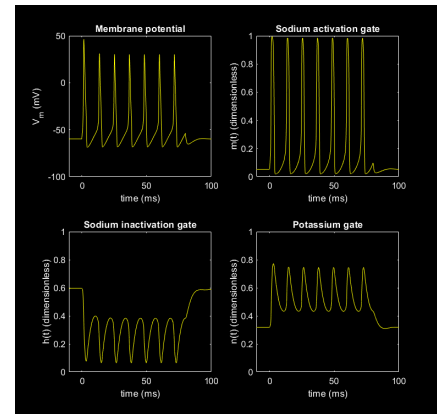 Membrane potential
50
0
-50
-100
V_m (mV)
0
50
100
time (ms)
Sodium activation gate
1
0.8
0.6
0.4
0.2
0
m(t) (dimensionless)
0
50
100
time (ms)
Sodium inactivation gate
1
0.8
0.6
0.4
0.2
0
h(t) (dimensionless)
0
50
100
time (ms)
Potassium gate
1
0.8
0.6
0.4
0.2
0
n(t) (dimensionless)
0
50
100
time (ms)